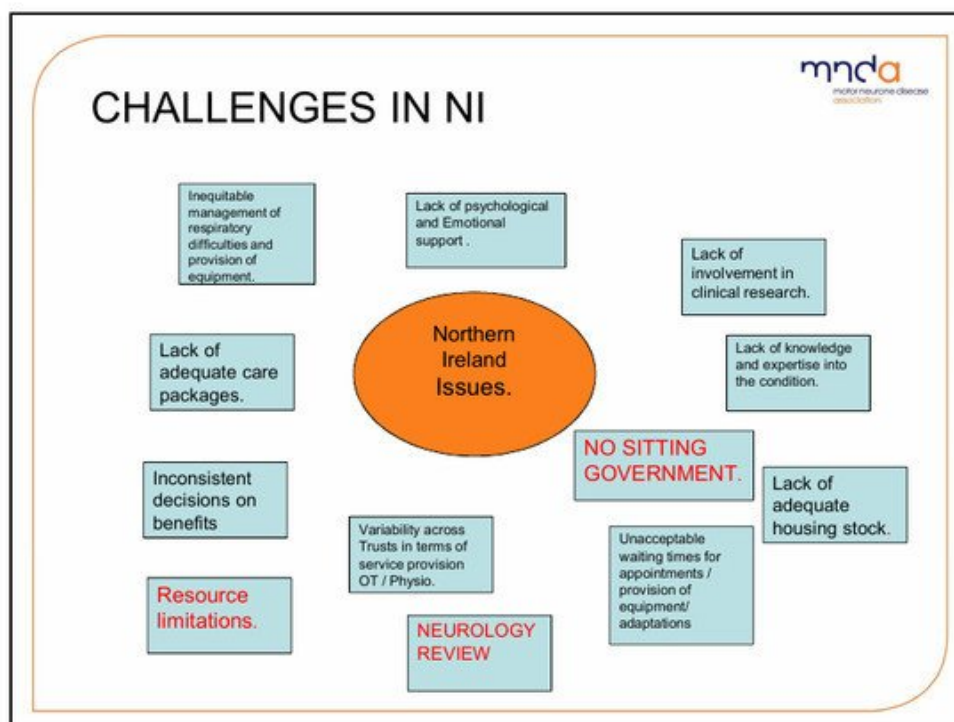 mnda
motor neurone disease
association
CHALLENGES IN NI
Inequitable
management of
respiratory
difficulties and
provision of
equipment.
Lack of psychological
and Emotional
support .
Lack of
involvement in
clinical research.
Northern
Ireland
Issues.
Lack of
adequate care
packages.
Lack of knowledge
and expertise into
the condition.
NO SITTING
GOVERNMENT.
Inconsistent
decisions on
benefits
Lack of
adequate
housing stock.
Variability across
Trusts in terms of
service provision
OT / Physio.
Unacceptable
waiting times for
appointments /
provision of
equipment/
adaptations
Resource
limitations.
NEUROLOGY
REVIEW